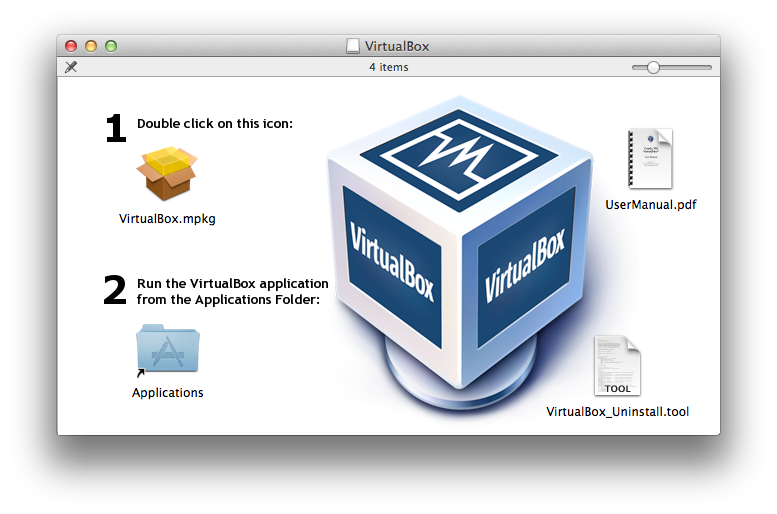 VirtualBox
4 items
1 Double click on this icon:
VirtualBox.mpkg
2 Run the VirtualBox application
from the Applications Folder:
Applications
VirtualBox
VirtualBox
UserManual.pdf
TOOL
VirtualBox_Uninstall.tool